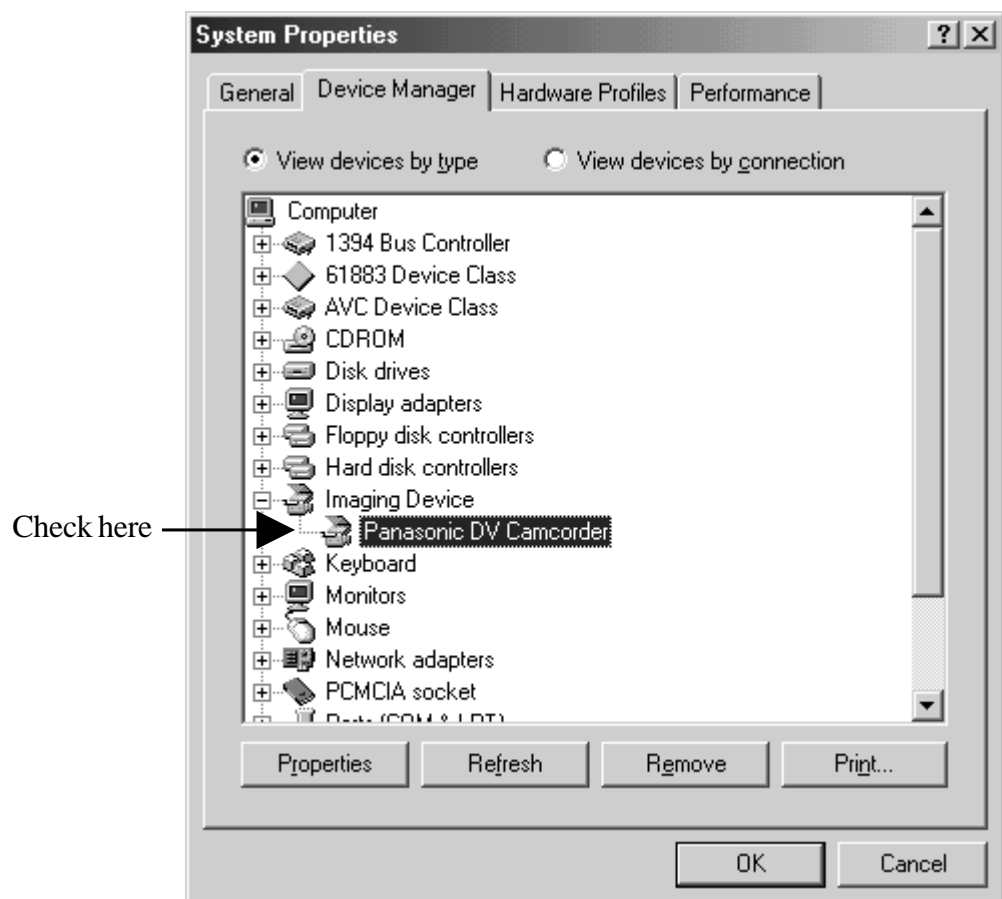 System Properties
General Device Manager Hardware Profiles Performance
View devices by type View devices by connection
Computer
1394 Bus Controller
61883 Device Class
AVC Device Class
CDROM
Disk drives
Display adapters
Floppy disk controllers
Hard disk controllers
Imaging Device
Check here Panasonic DV Camcorder
Keyboard
Monitors
Mouse
Network adapters
PCMCIA socket
Ports (COM & LPT)
Properties Refresh Remove Print...
OK Cancel